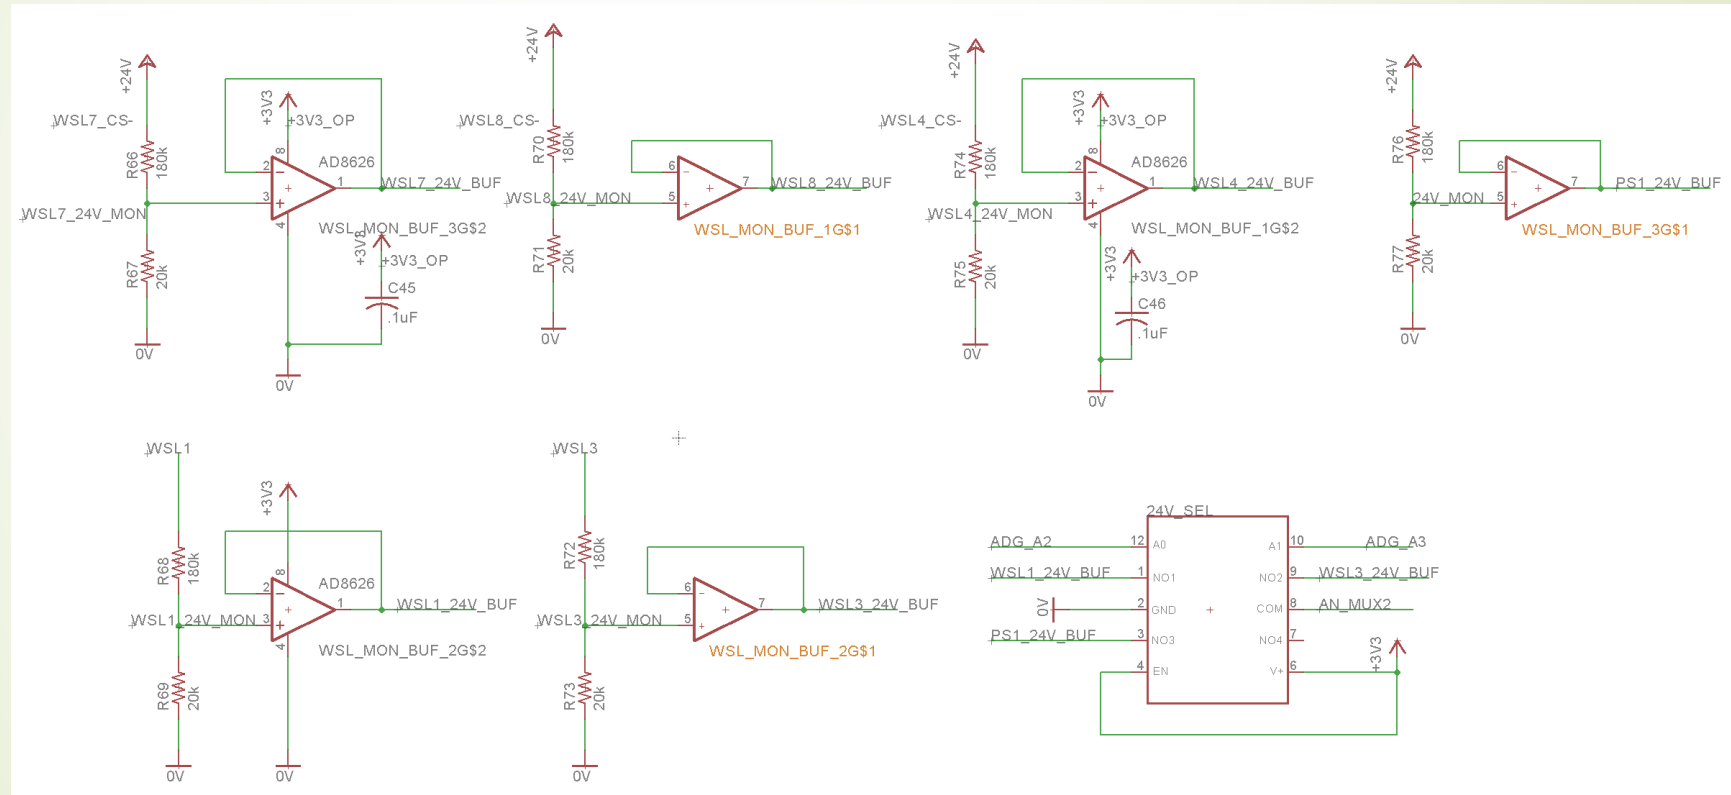 +24V
WSL7_CS-
R66
180k
WSL7_24V_MON
R67
20k
0V
+3V3
+3V3_OP
8
2
3
1
4
AD8626
WSL7_24V_BUF
WSL_MON_BUF_3G$2
+3V3
+3V3_OP
C45
.1uF
0V
+24V
WSL8_CS-
R70
180k
WSL8_24V_MON
R71
20k
0V
6
5
7
WSL8_24V_BUF
WSL_MON_BUF_1G$1
+24V
WSL4_CS-
R74
180k
WSL4_24V_MON
R75
20k
0V
+3V3
+3V3_OP
8
2
3
1
4
AD8626
WSL4_24V_BUF
WSL_MON_BUF_1G$2
+3V3
+3V3_OP
C46
.1uF
0V
+24V
R76
180k
24V_MON
R77
20k
0V
6
5
7
PS1_24V_BUF
WSL_MON_BUF_3G$1
WSL1
R68
180k
WSL1_24V_MON
R69
20k
0V
+3V3
8
2
3
1
4
AD8626
WSL1_24V_BUF
WSL_MON_BUF_2G$2
0V
WSL3
R72
180k
WSL3_24V_MON
R73
20k
0V
6
5
7
WSL3_24V_BUF
WSL_MON_BUF_2G$1
24V_SEL
ADG_A2 12 A0 A1 10 ADG_A3
WSL1_24V_BUF 1 NO1 NO2 9 WSL3_24V_BUF
0V 2 GND COM 8 AN_MUX2
PS1_24V_BUF 3 NO3 NO4 7
4 EN V+ 6 +3V3